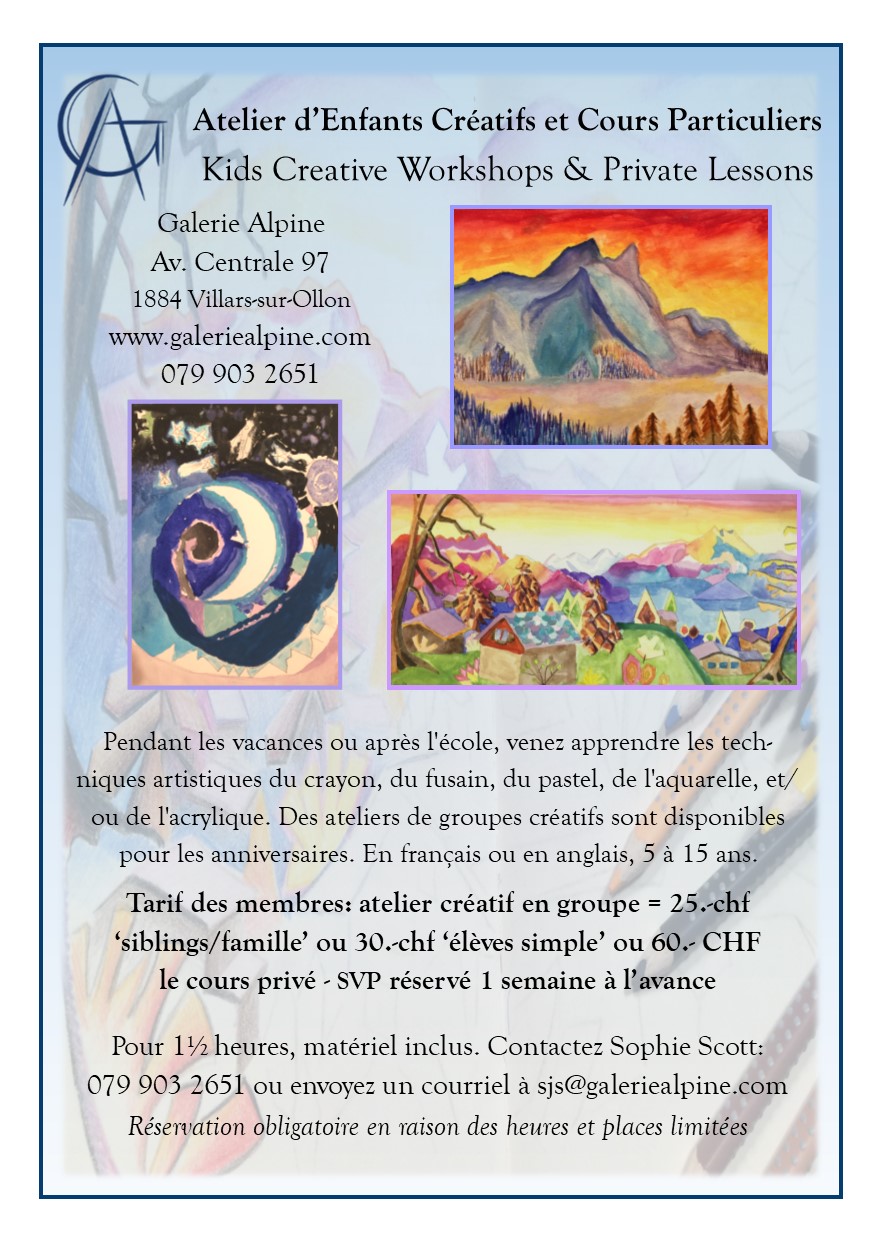 GA
Atelier d’Enfants Créatifs et Cours Particuliers
Kids Creative Workshops & Private Lessons
Galerie Alpine
Av. Centrale 97
1884 Villars-sur-Ollon
www.galeriealpine.com
079 903 2651
Pendant les vacances ou après l'école, venez apprendre les tech-
niques artistiques du crayon, du fusain, du pastel, de l'aquarelle, et/
ou de l'acrylique. Des ateliers de groupes créatifs sont disponibles
pour les anniversaires. En français ou en anglais, 5 à 15 ans.
Tarif des membres: atelier créatif en groupe = 25.-chf
‘siblings/famille’ ou 30.-chf ‘élèves simple’ ou 60.- CHF
le cours privé - SVP réservé 1 semaine à l’avance
Pour 1½ heures, matériel inclus. Contactez Sophie Scott:
079 903 2651 ou envoyez un courriel à sjs@galeriealpine.com
Réservation obligatoire en raison des heures et places limitées